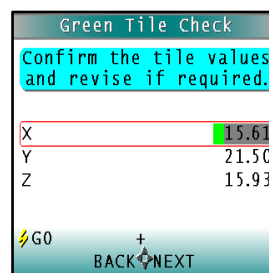 Green Tile Check
Confirm the tile values
and revise if required.
X 15.61
Y 21.50
Z 15.93
GO +
BACK NEXT